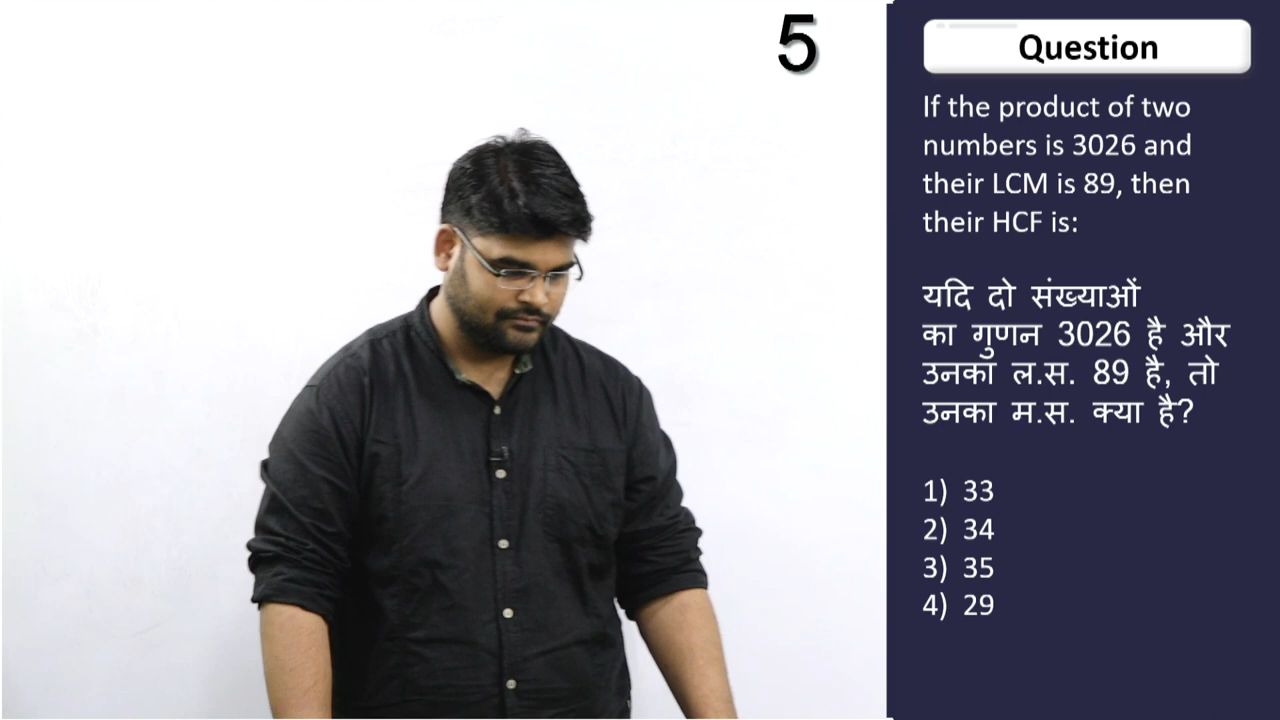 5
Question
If the product of two
numbers is 3026 and
their LCM is 89, then
their HCF is:
यदि दो संख्याओं
का गुणन 3026 है और
उनका ल.स. 89 है, तो
उनका म.स. क्या है?
1) 33
2) 34
3) 35
4) 29